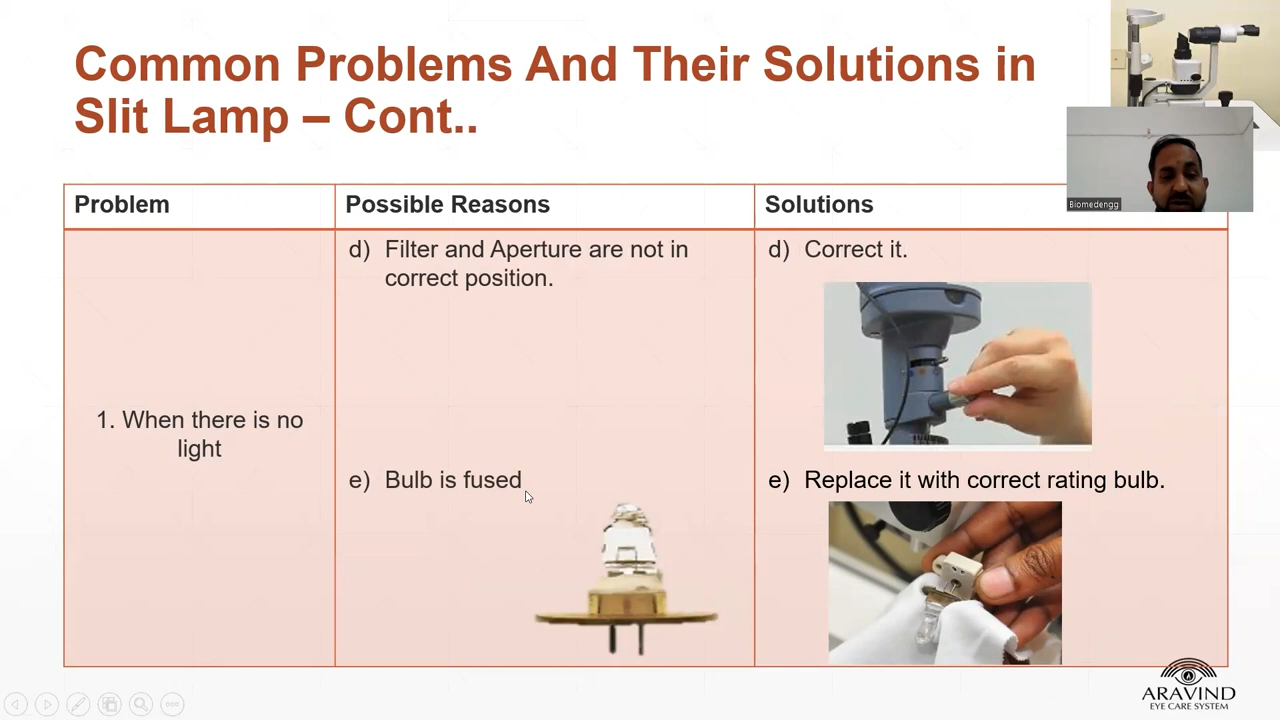 Common Problems And Their Solutions in
Slit Lamp – Cont..
Biomedengg
Problem
Possible Reasons
Solutions
1. When there is no
light
d) Filter and Aperture are not in
correct position.
d) Correct it.
e) Bulb is fused
e) Replace it with correct rating bulb.
ARAVIND
EYE CARE SYSTEM